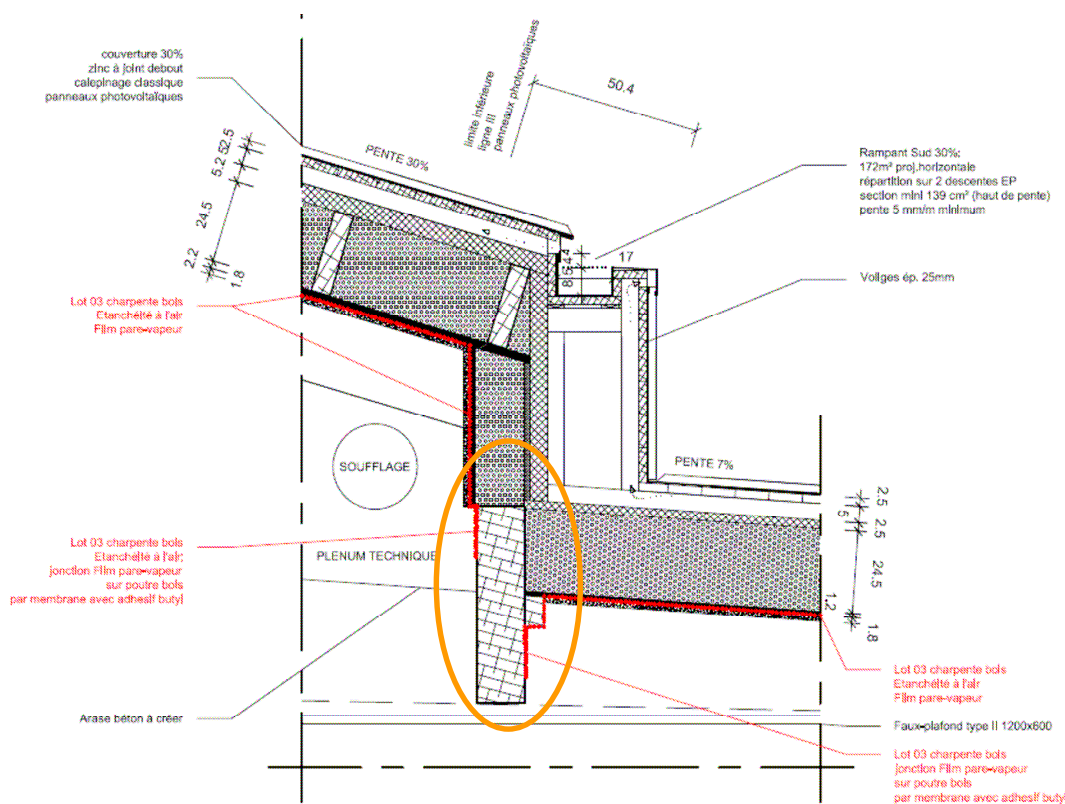 couverture 30%
zinc à joint debout
calepinage classique
panneaux photovoltaïques
limite inférieure
ligne III
panneaux photovoltaïques
50.4
PENTE 30%
5.2 5 2.5
24.5
2.2
1.8
4
17
Rampant Sud 30%:
172m² proj.horizontale
répartition sur 2 descentes EP
section mini 139 cm² (haut de pente)
pente 5 mm/m minimum
Voliges ép. 25mm
Lot 03 charpente bois
Etanchéité à l'air
Film pare-vapeur
SOUFFLAGE
PENTE 7%
2.5
5
2.5
24.5
1.2
1.8
Lot 03 charpente bois
Etanchéité à l'air:
jonction Film pare-vapeur
sur poutre bois
par membrane avec adhesif butyl
PLENUM TECHNIQUE
Lot 03 charpente bois
Etanchéité à l'air
Film pare-vapeur
Arase béton à créer
Faux-plafond type II 1200x600
Lot 03 charpente bois
jonction Film pare-vapeur
sur poutre bois
par membrane avec adhesif butyl